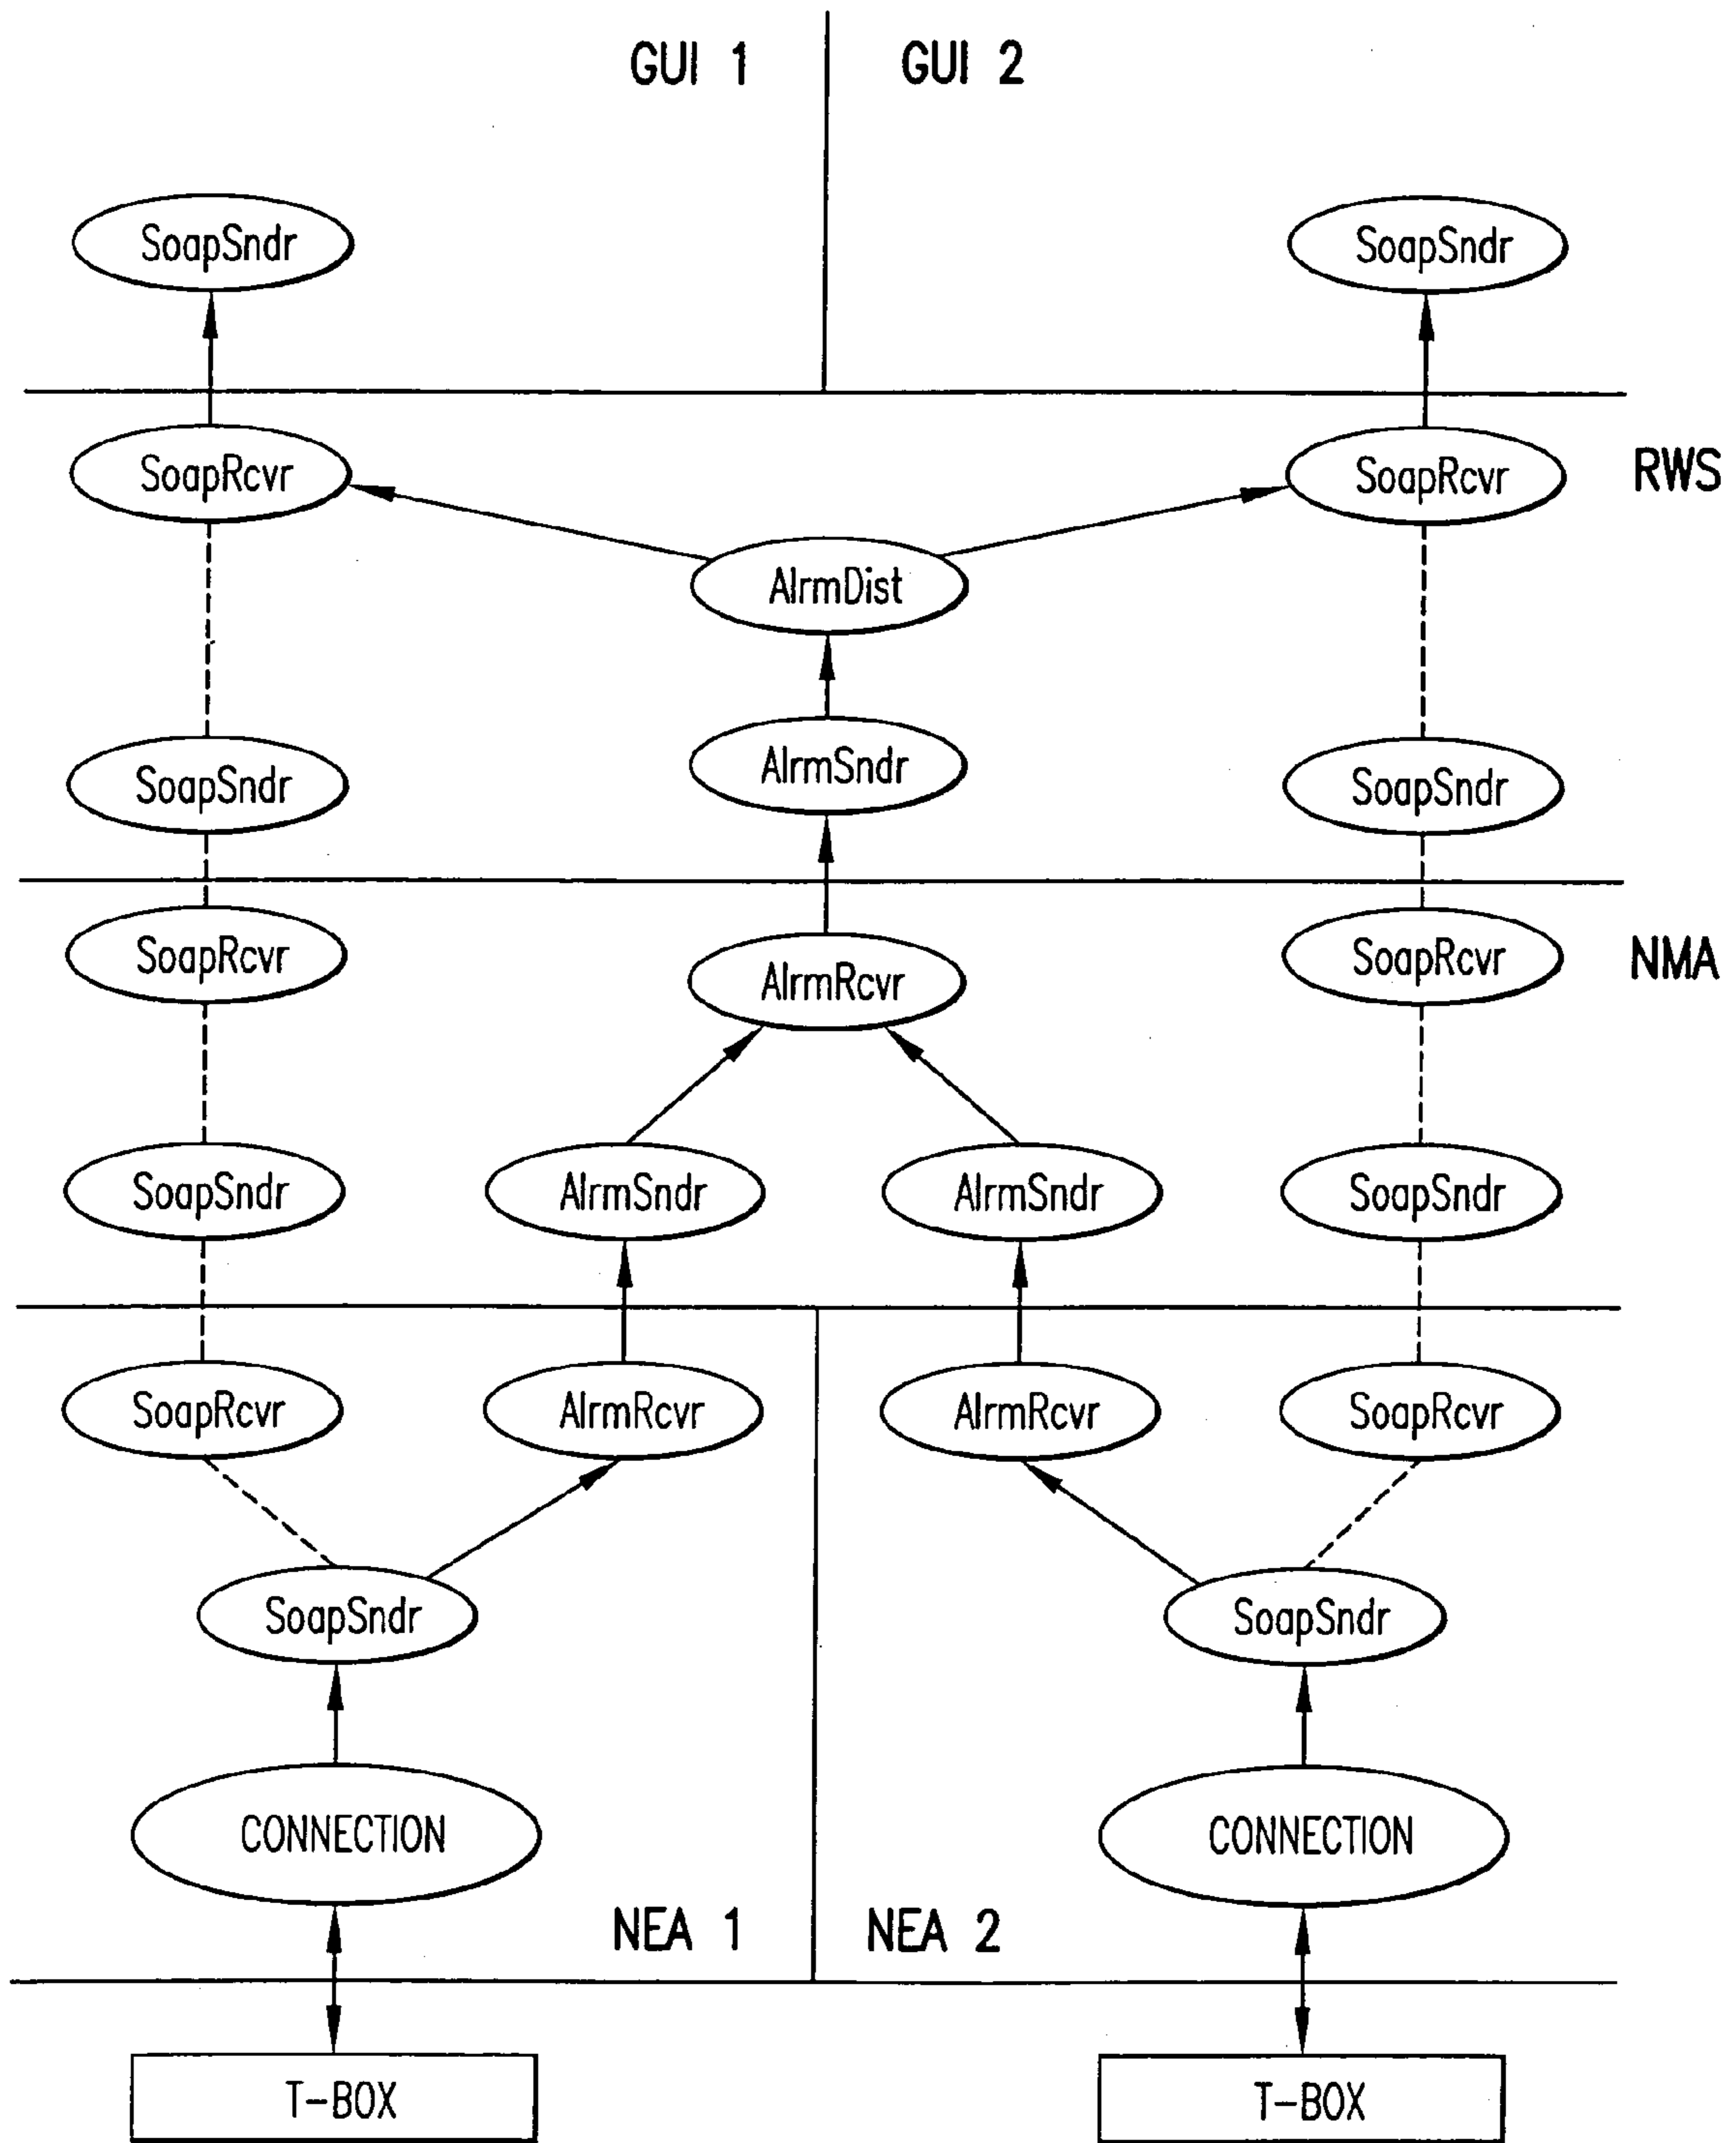 GUI 1 GUI 2
SoapSndr SoapSndr
SoapRcvr SoapRcvr RWS
AlrmDist
AlrmSndr
SoapSndr SoapSndr
SoapRcvr SoapRcvr NMA
AlrmRcvr
SoapSndr AlrmSndr AlrmSndr SoapSndr
SoapRcvr AlrmRcvr AlrmRcvr SoapRcvr
SoapSndr SoapSndr
CONNECTION CONNECTION
NEA 1 NEA 2
T-BOX T-BOX